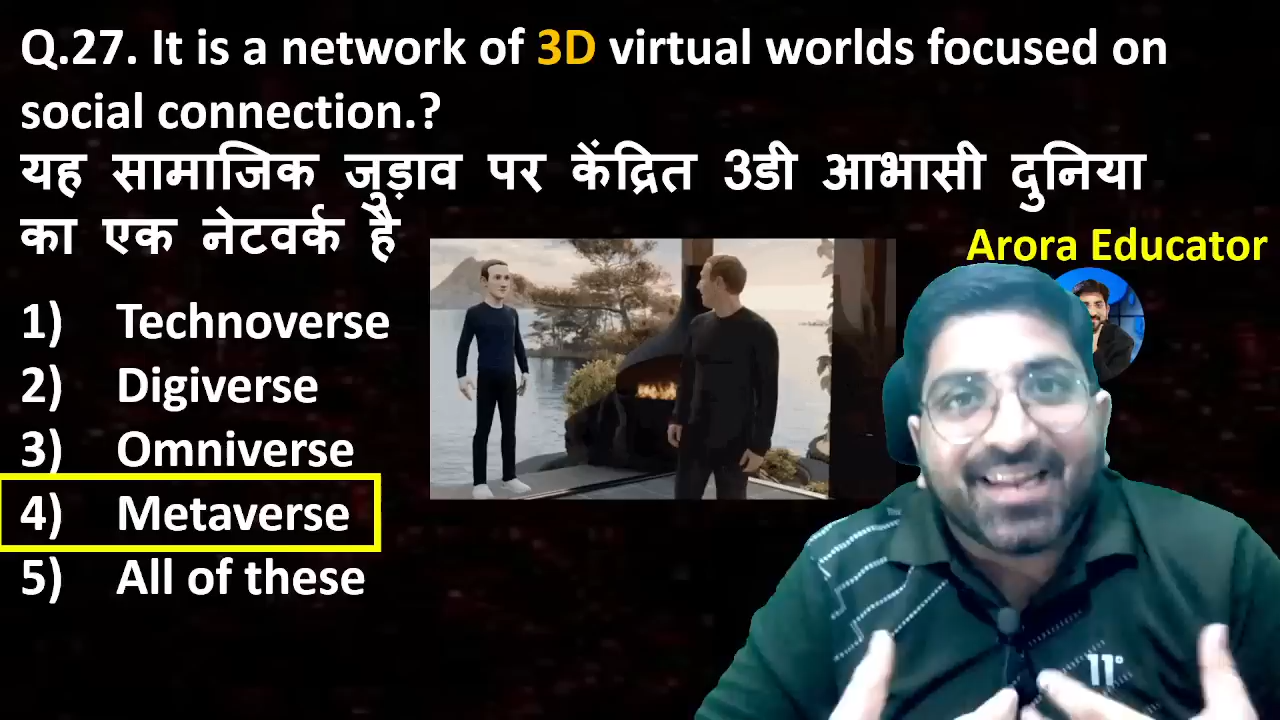 Q.27. It is a network of 3D virtual worlds focused on
social connection.?
यह सामाजिक जुड़ाव पर केंद्रित 3डी आभासी दुनिया
का एक नेटवर्क है
Arora Educator
1) Technoverse
2) Digiverse
3) Omniverse
4) Metaverse
5) All of these
11°